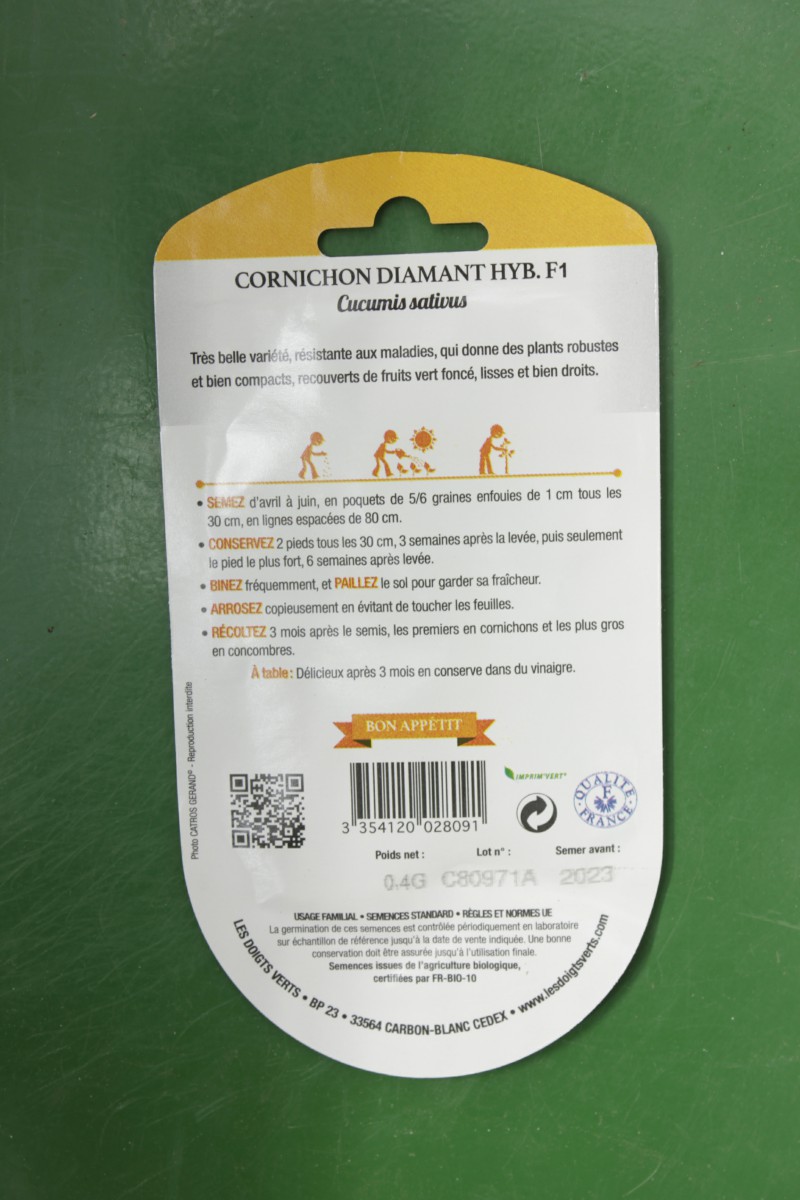 CORNICHON DIAMANT HYB. F1
Cucumis sativus
Très belle variété, résistante aux maladies, qui donne des plants robustes
et bien compacts, recouverts de fruits vert foncé, lisses et bien droits.
• SEMEZ d'avril à juin, en poquets de 5/6 graines enfouies de 1 cm tous les
30 cm, en lignes espacées de 80 cm.
• CONSERVEZ 2 pieds tous les 30 cm, 3 semaines après la levée, puis seulement
le pied le plus fort, 6 semaines après levée.
• BINEZ fréquemment, et PAILLEZ le sol pour garder sa fraîcheur.
• ARROSEZ copieusement en évitant de toucher les feuilles.
• RÉCOLTEZ 3 mois après le semis, les premiers en cornichons et les plus gros
en concombres.
À table : Délicieux après 3 mois en conserve dans du vinaigre.
Photo CATROS GERAND® - Reproduction interdite
BON APPÉTIT
IMPRIM'VERT®
QUALITÉ
F
FRANCE
3 354120 028091
Poids net :
Lot n° :
Semer avant :
0.4G C80971A 2023
USAGE FAMILIAL • SEMENCES STANDARD • RÈGLES ET NORMES UE
La germination de ces semences est contrôlée périodiquement en laboratoire
sur échantillon de référence jusqu'à la date de vente indiquée. Une bonne
conservation doit être assurée jusqu'à l'utilisation finale.
Semences issues de l'agriculture biologique,
certifiées par FR-BIO-10
LES DOIGTS VERTS • BP 23 • 33564 CARBON-BLANC CEDEX • www.lesdoigtsverts.com